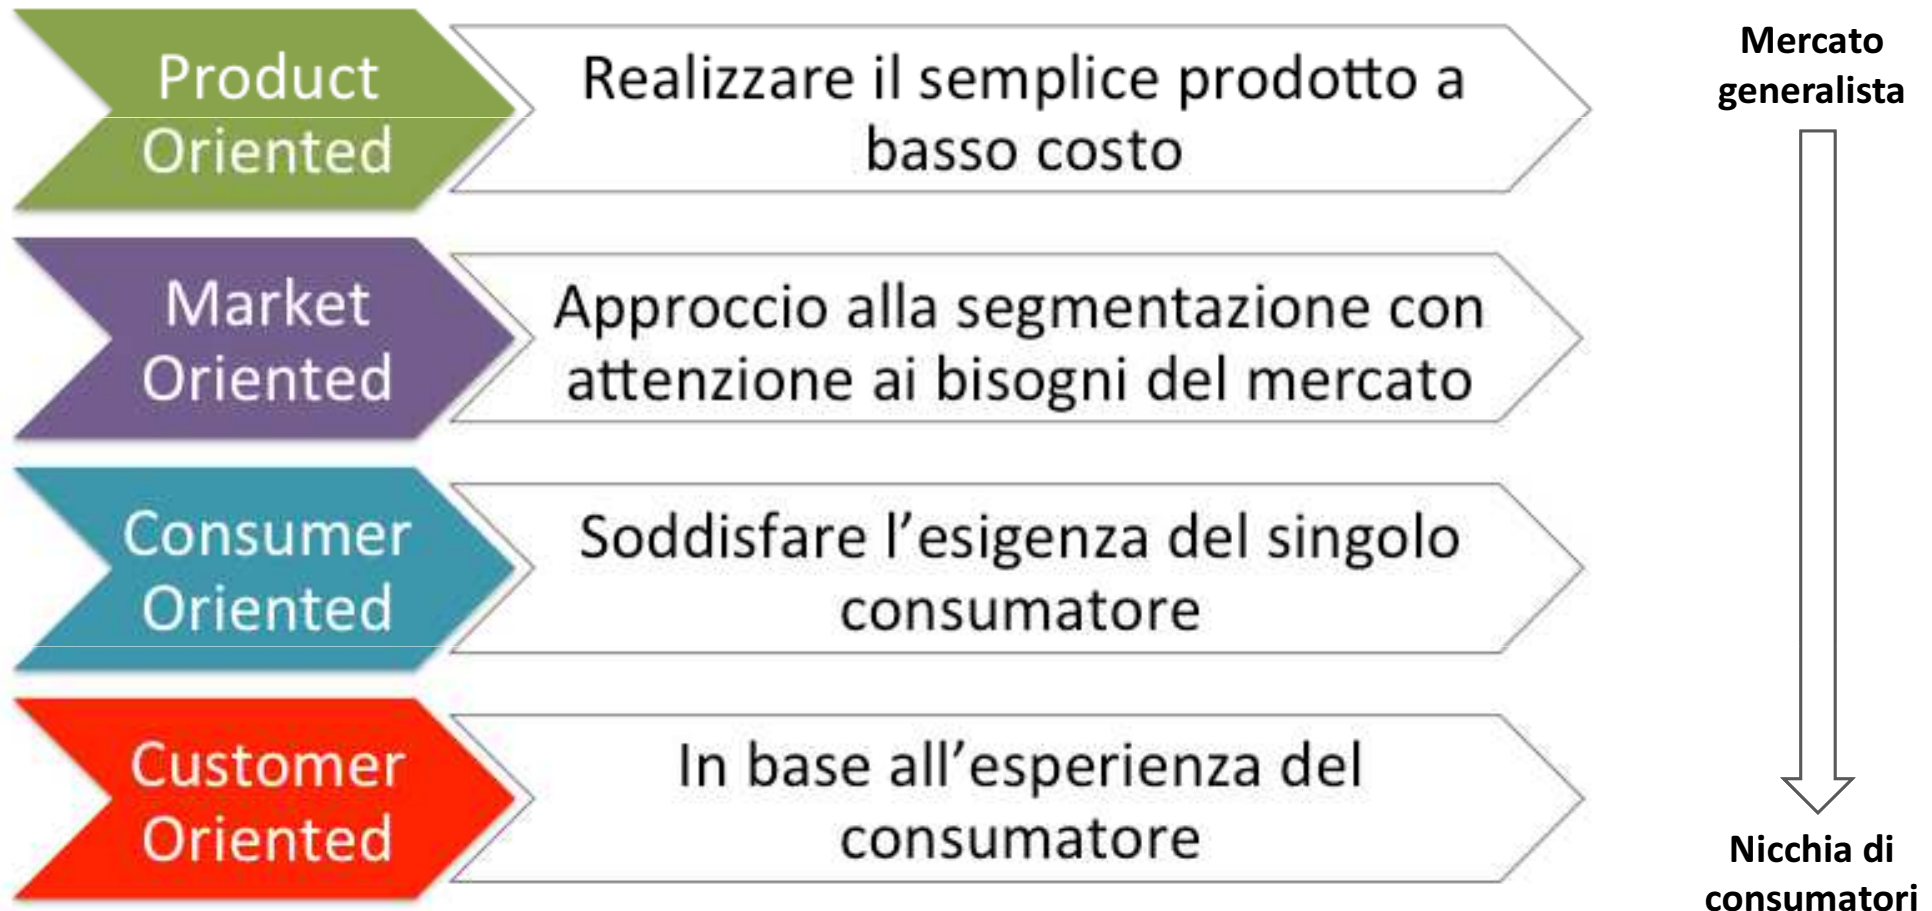 Product
Oriented
Realizzare il semplice prodotto a
basso costo
Market
Oriented
Approccio alla segmentazione con
attenzione ai bisogni del mercato
Consumer
Oriented
Soddisfare l’esigenza del singolo
consumatore
Customer
Oriented
In base all’esperienza del
consumatore
Mercato
generalista
Nicchia di
consumatori